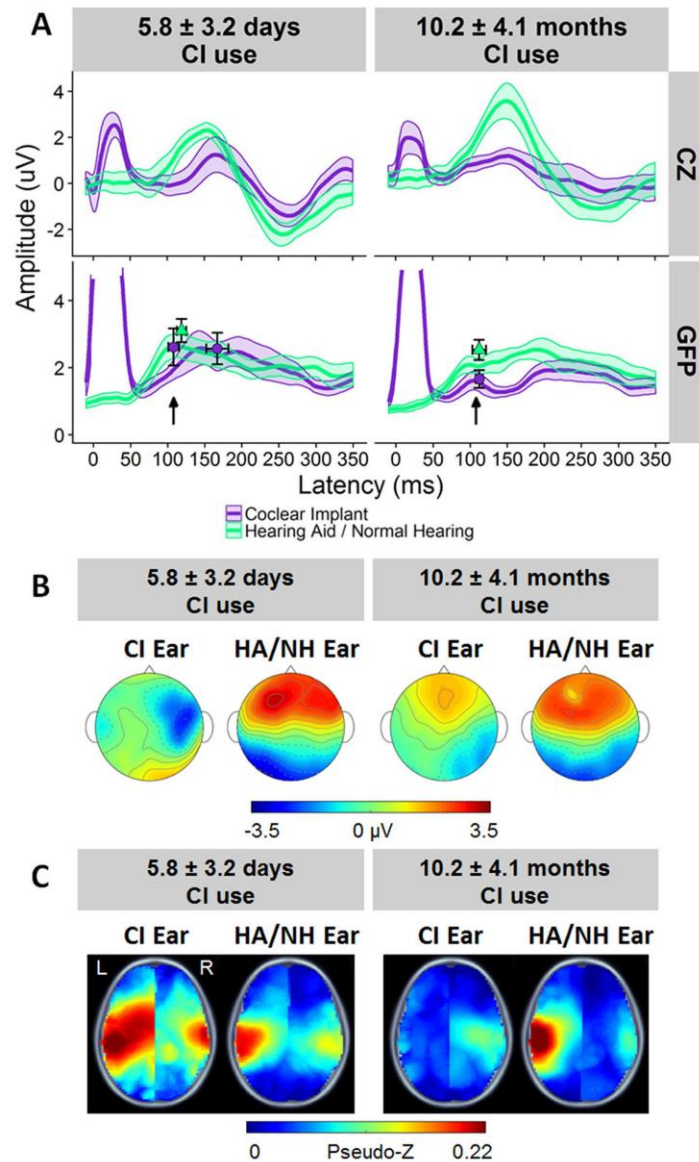 A
5.8 ± 3.2 days
CI use
10.2 ± 4.1 months
CI use
Amplitude (uV)
4
2
0
-2
CZ
4
2
0
GFP
0 50 100 150 200 250 300 350
0 50 100 150 200 250 300 350
Latency (ms)
Coclear Implant
Hearing Aid / Normal Hearing
B
5.8 ± 3.2 days
CI use
10.2 ± 4.1 months
CI use
CI Ear HA/NH Ear CI Ear HA/NH Ear
-3.5 0 µV 3.5
C
5.8 ± 3.2 days
CI use
10.2 ± 4.1 months
CI use
CI Ear HA/NH Ear CI Ear HA/NH Ear
L R
0 Pseudo-Z 0.22